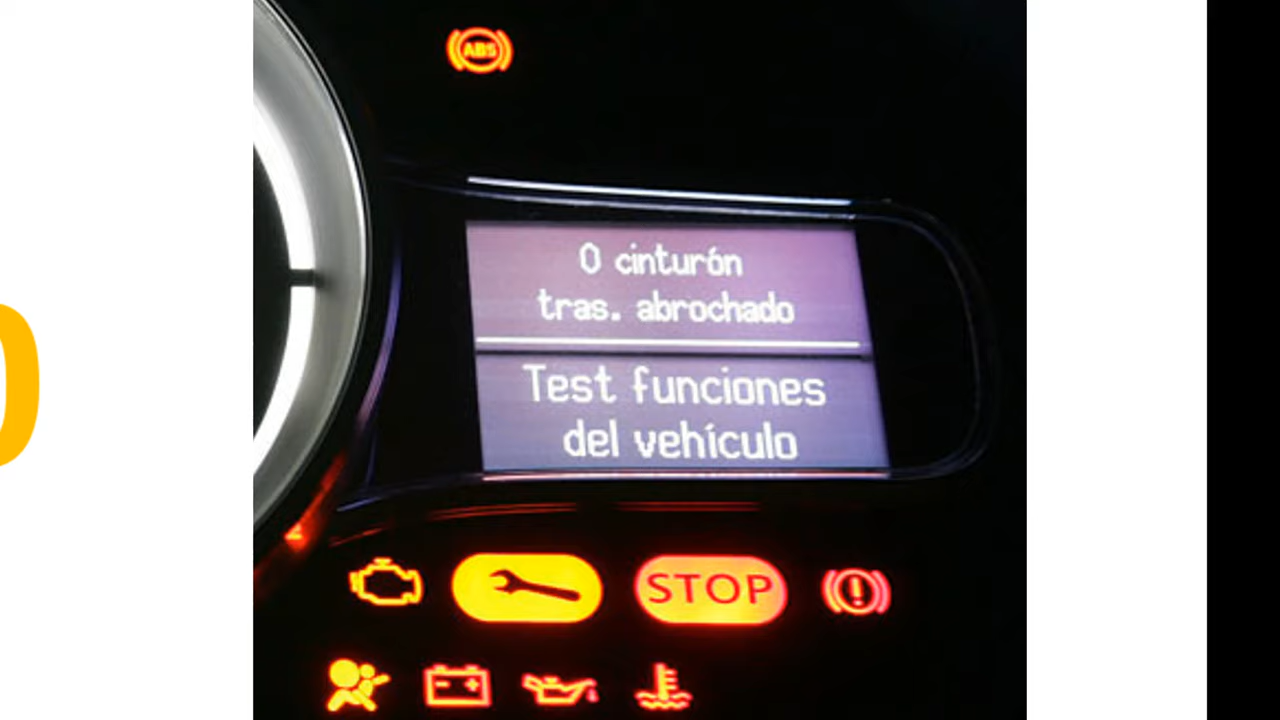 ABS
0 cinturón
tras. abrochado
Test funciones
del vehículo
STOP